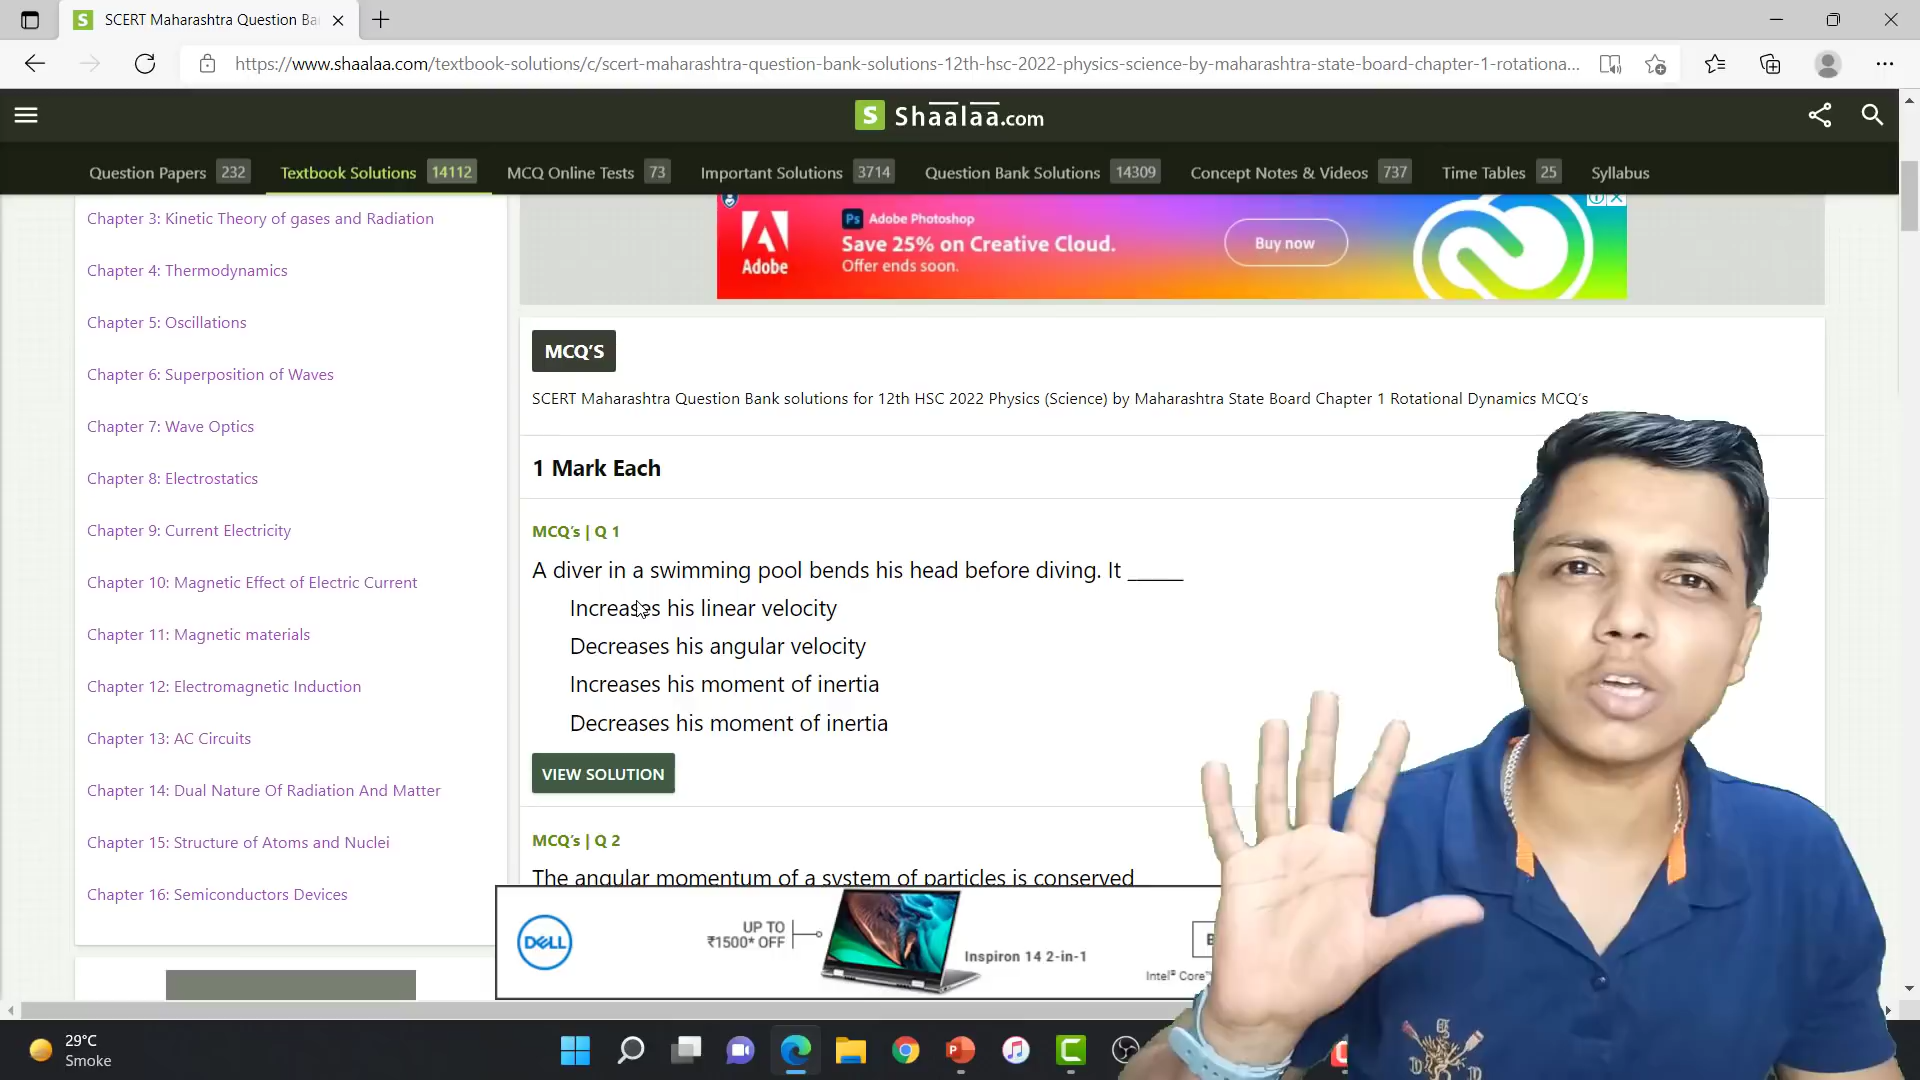 SCERT Maharashtra Question Ba
https://www.shaalaa.com/textbook-solutions/c/scert-maharashtra-question-bank-solutions-12th-hsc-2022-physics-science-by-maharashtra-state-board-chapter-1-rotationa...
S Shaalaa.com
Question Papers 232 Textbook Solutions 14112 MCQ Online Tests 73 Important Solutions 3714 Question Bank Solutions 14309 Concept Notes & Videos 737 Time Tables 25 Syllabus
Chapter 3: Kinetic Theory of gases and Radiation
Chapter 4: Thermodynamics
Chapter 5: Oscillations
Chapter 6: Superposition of Waves
Chapter 7: Wave Optics
Chapter 8: Electrostatics
Chapter 9: Current Electricity
Chapter 10: Magnetic Effect of Electric Current
Chapter 11: Magnetic materials
Chapter 12: Electromagnetic Induction
Chapter 13: AC Circuits
Chapter 14: Dual Nature Of Radiation And Matter
Chapter 15: Structure of Atoms and Nuclei
Chapter 16: Semiconductors Devices
Adobe
Ps Adobe Photoshop
Save 25% on Creative Cloud.
Offer ends soon.
Buy now
MCQ'S
SCERT Maharashtra Question Bank solutions for 12th HSC 2022 Physics (Science) by Maharashtra State Board Chapter 1 Rotational Dynamics MCQ's
1 Mark Each
MCQ's | Q 1
A diver in a swimming pool bends his head before diving. It _____
Increases his linear velocity
Decreases his angular velocity
Increases his moment of inertia
Decreases his moment of inertia
VIEW SOLUTION
MCQ's | Q 2
The angular momentum of a system of particles is conserved
DELL
UP TO
₹1500* OFF
Inspiron 14 2-in-1
Intel® Core™
29°C
Smoke